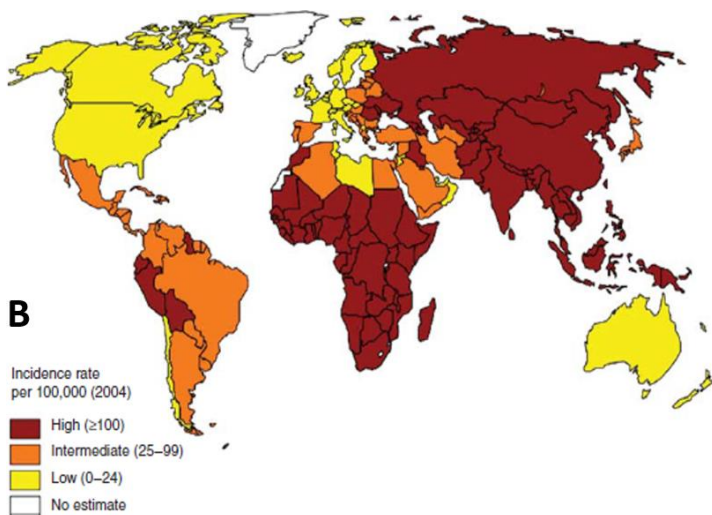 B
Incidence rate
per 100,000 (2004)
High (≥100)
Intermediate (25–99)
Low (0–24)
No estimate